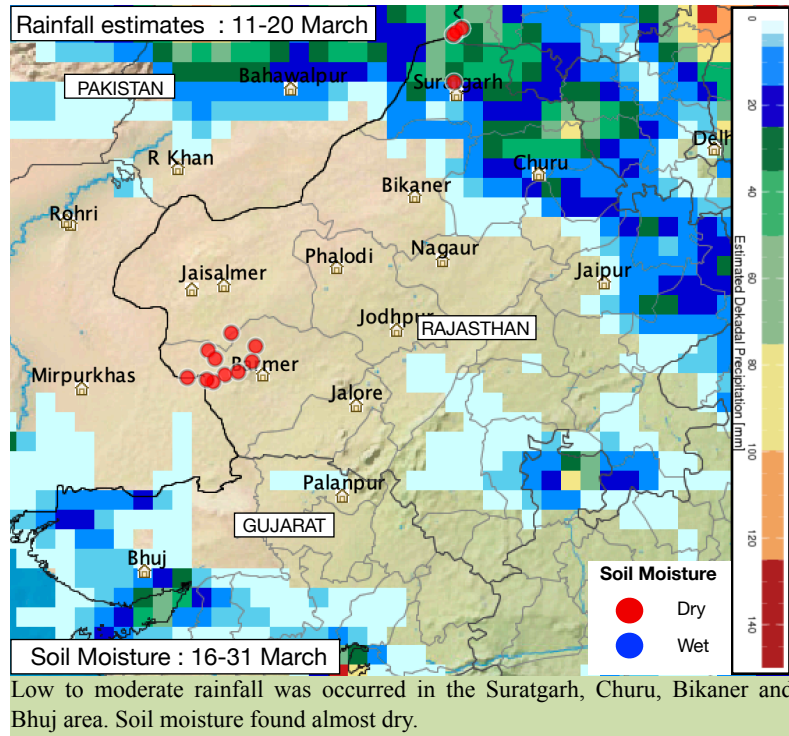 Rainfall estimates : 11-20 March
PAKISTAN
Bahawalpur
Suratgarh
Delh
R Khan
Churu
Bikaner
Rohri
Nagaur
Phalodi
Jaisalmer
Jaipur
Jodhpur
RAJASTHAN
Barmer
Mirpurkhas
Jalore
Palanpur
GUJARAT
Bhuj
0
20
40
60
80
100
120
140
Estimated Dekadal Precipitation [mm]
Soil Moisture
Dry
Wet
Soil Moisture : 16-31 March
Low to moderate rainfall was occurred in the Suratgarh, Churu, Bikaner and
Bhuj area. Soil moisture found almost dry.